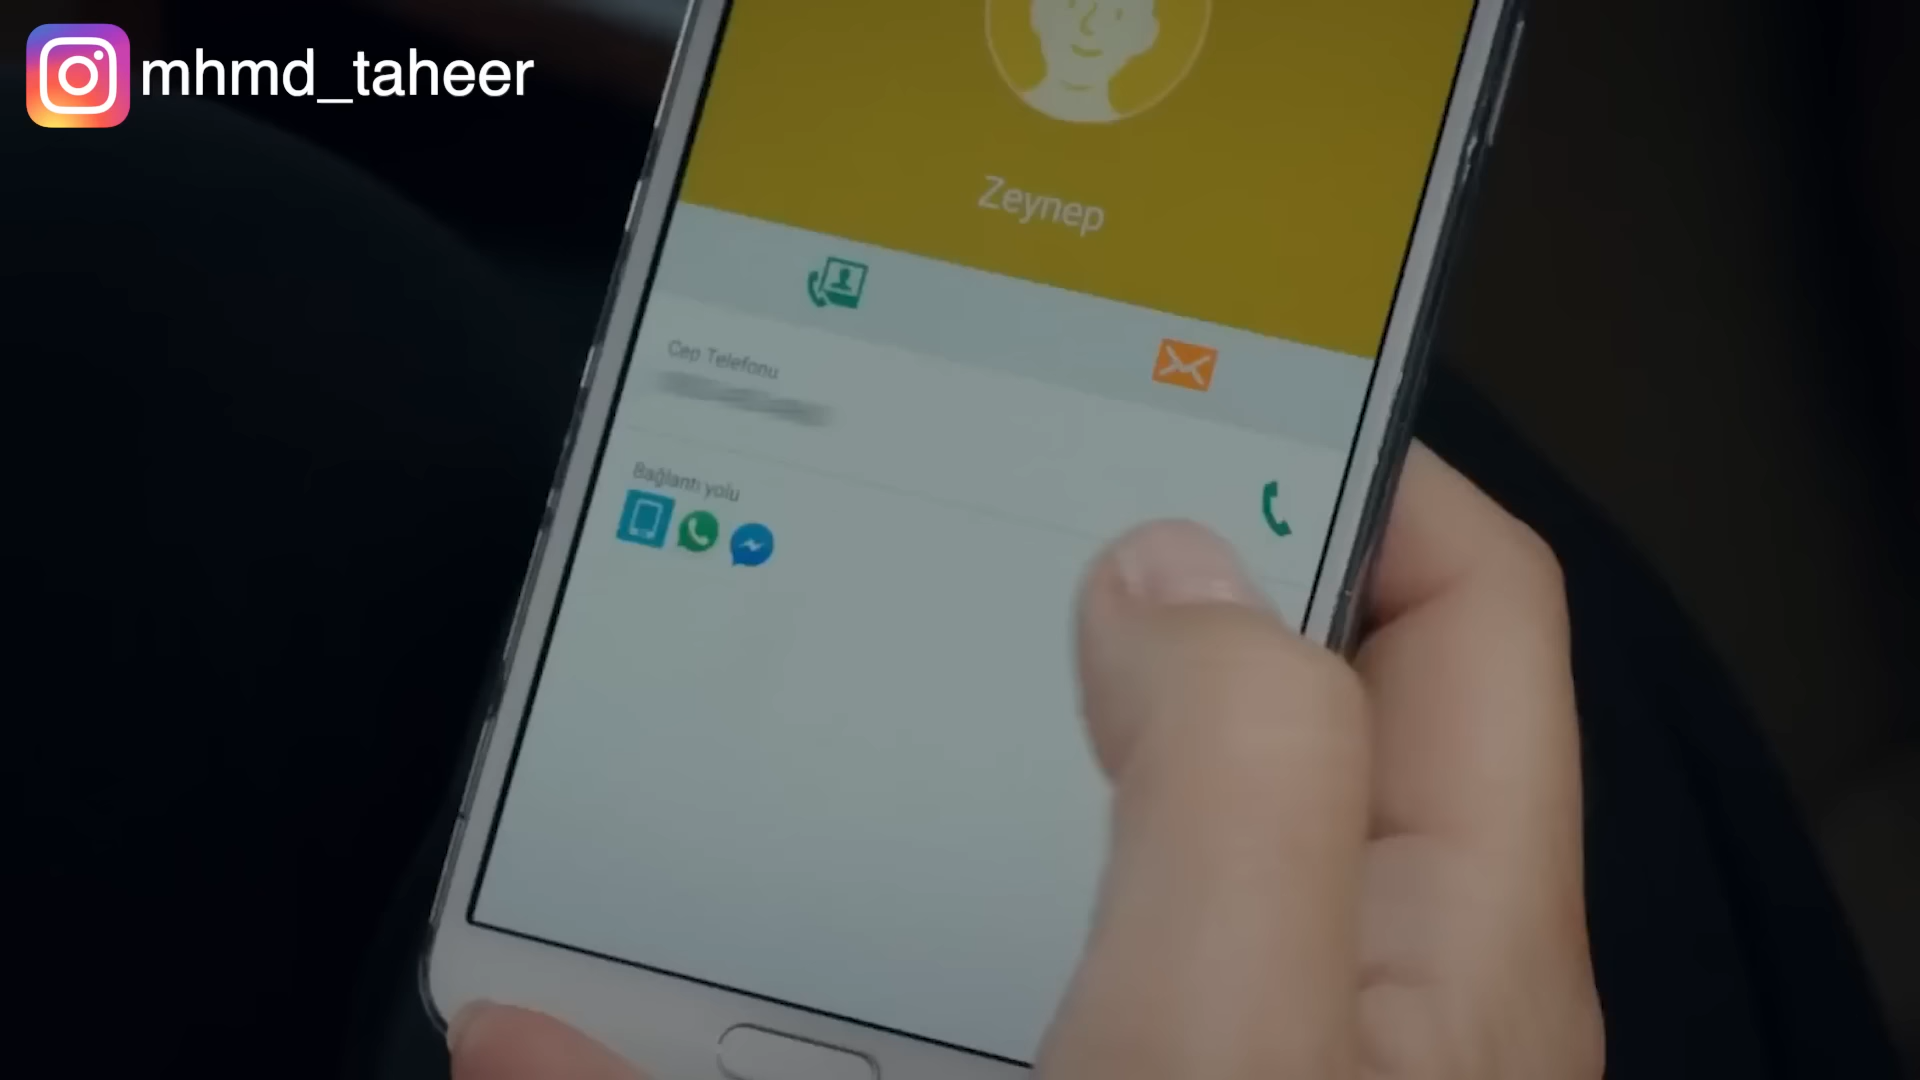 mhmd_taheer
Zeynep
Cep Telefonu
Bağlantı yolu